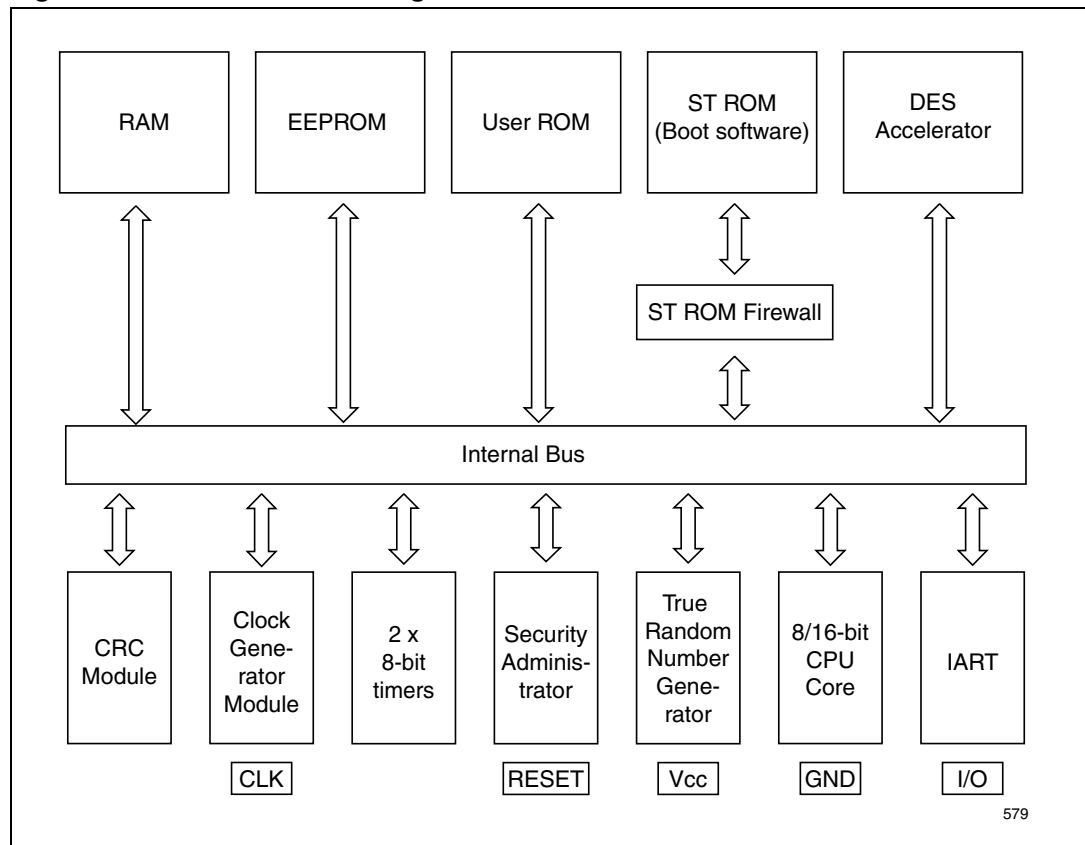 RAM
EEPROM
User ROM
ST ROM
(Boot software)
DES
Accelerator
ST ROM Firewall
Internal Bus
CRC
Module
Clock
Gene-
rator
Module
2 x
8-bit
timers
Security
Adminis-
trator
True
Random
Number
Gene-
rator
8/16-bit
CPU
Core
IART
CLK
RESET
Vcc
GND
I/O
579